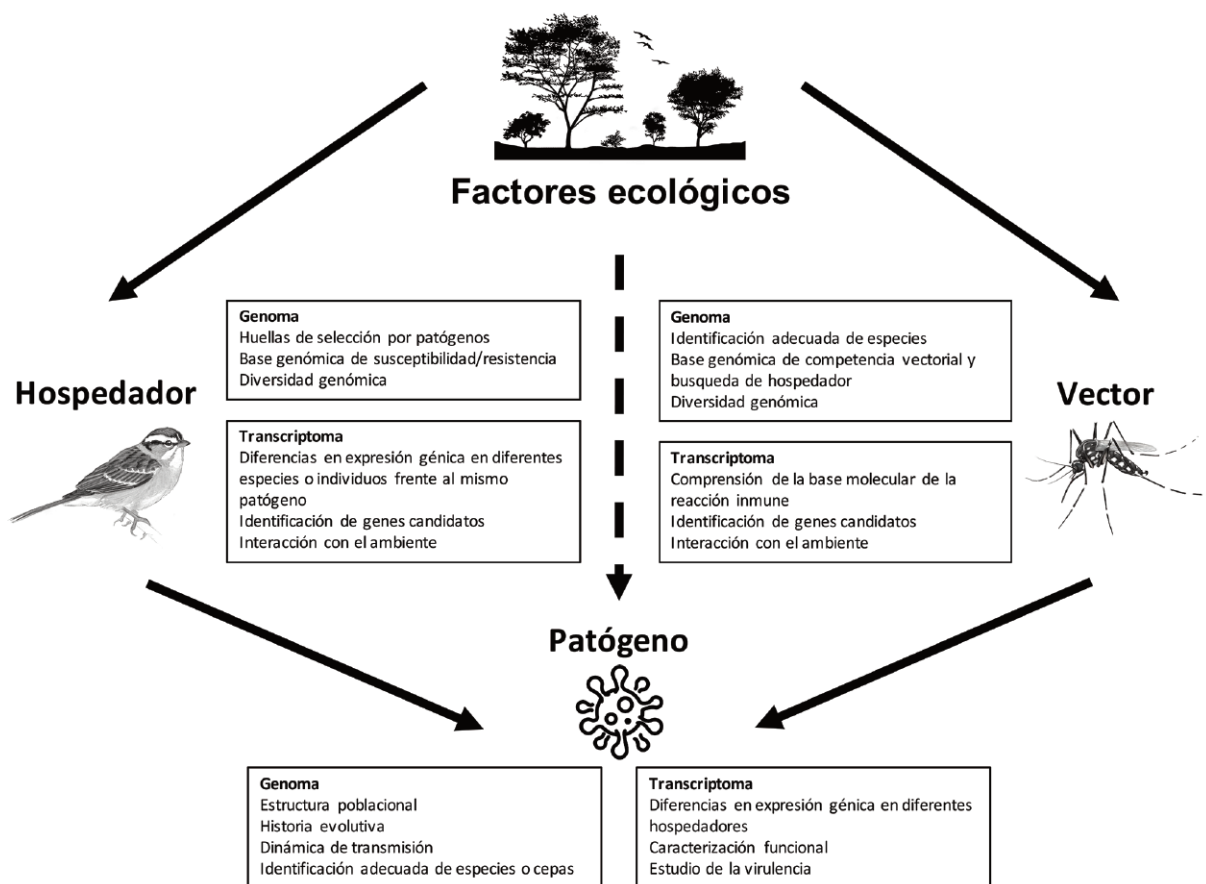 Factores ecológicos
Hospedador
Genoma
Huellas de selección por patógenos
Base genómica de susceptibilidad/resistencia
Diversidad genómica
Transcriptoma
Diferencias en expresión génica en diferentes
especies o individuos frente al mismo
patógeno
Identificación de genes candidatos
Interacción con el ambiente
Genoma
Identificación adecuada de especies
Base genómica de competencia vectorial y
busqueda de hospedador
Diversidad genómica
Transcriptoma
Comprensión de la base molecular de la
reacción inmune
Identificación de genes candidatos
Interacción con el ambiente
Vector
Patógeno
Genoma
Estructura poblacional
Historia evolutiva
Dinámica de transmisión
Identificación adecuada de especies o cepas
Transcriptoma
Diferencias en expresión génica en diferentes
hospedadores
Caracterización funcional
Estudio de la virulencia